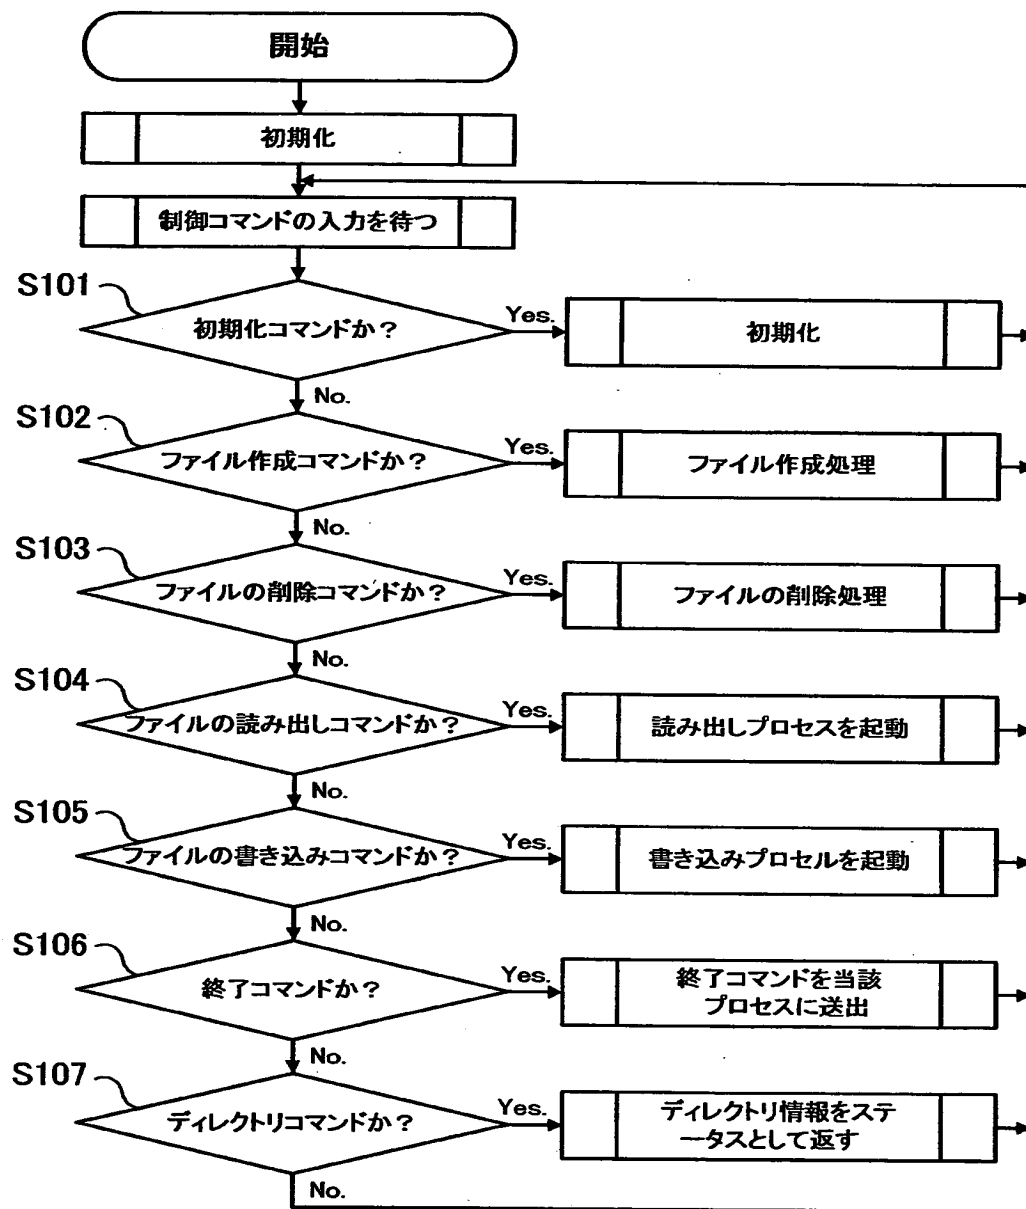 開始
初期化
制御コマンドの入力を待つ
S101
初期化コマンドか？
Yes.
初期化
No.
S102
ファイル作成コマンドか？
Yes.
ファイル作成処理
No.
S103
ファイルの削除コマンドか？
Yes.
ファイルの削除処理
No.
S104
ファイルの読み出しコマンドか？
Yes.
読み出しプロセスを起動
No.
S105
ファイルの書き込みコマンドか？
Yes.
書き込みプロセルを起動
No.
S106
終了コマンドか？
Yes.
終了コマンドを当該
プロセスに送出
No.
S107
ディレクトリコマンドか？
Yes.
ディレクトリ情報をステ
ータスとして返す
No.